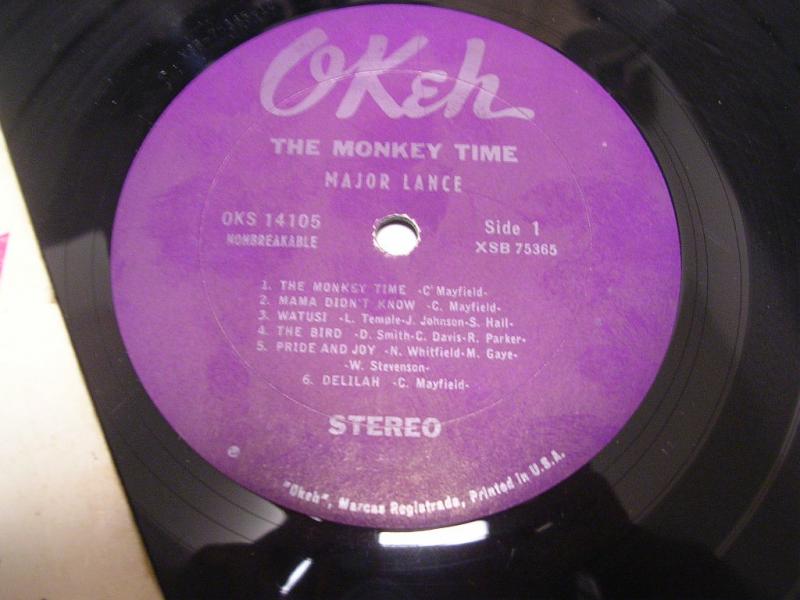 OKeh
THE MONKEY TIME
MAJOR LANCE
OKS 14105
NONBREAKABLE
Side 1
XSB 75365
1. THE MONKEY TIME -C. Mayfield-
2. MAMA DIDN'T KNOW -C. Mayfield-
3. WATUSI -L. Temple-J. Johnson-S. Hall-
4. THE BIRD -D. Smith-C. Davis-R. Parker-
5. PRIDE AND JOY -N. Whitfield-M. Gaye-
-W. Stevenson-
6. DELILAH -C. Mayfield-
STEREO
"Okeh", Marcas Registrada, Printed in U.S.A.